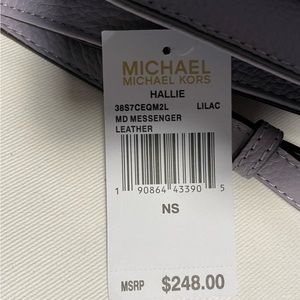 MICHAEL
MICHAEL KORS
HALLIE
38S7CEQM2L LILAC
MD MESSENGER
LEATHER
1 90864 43390 5
NS
MSRP $248.00